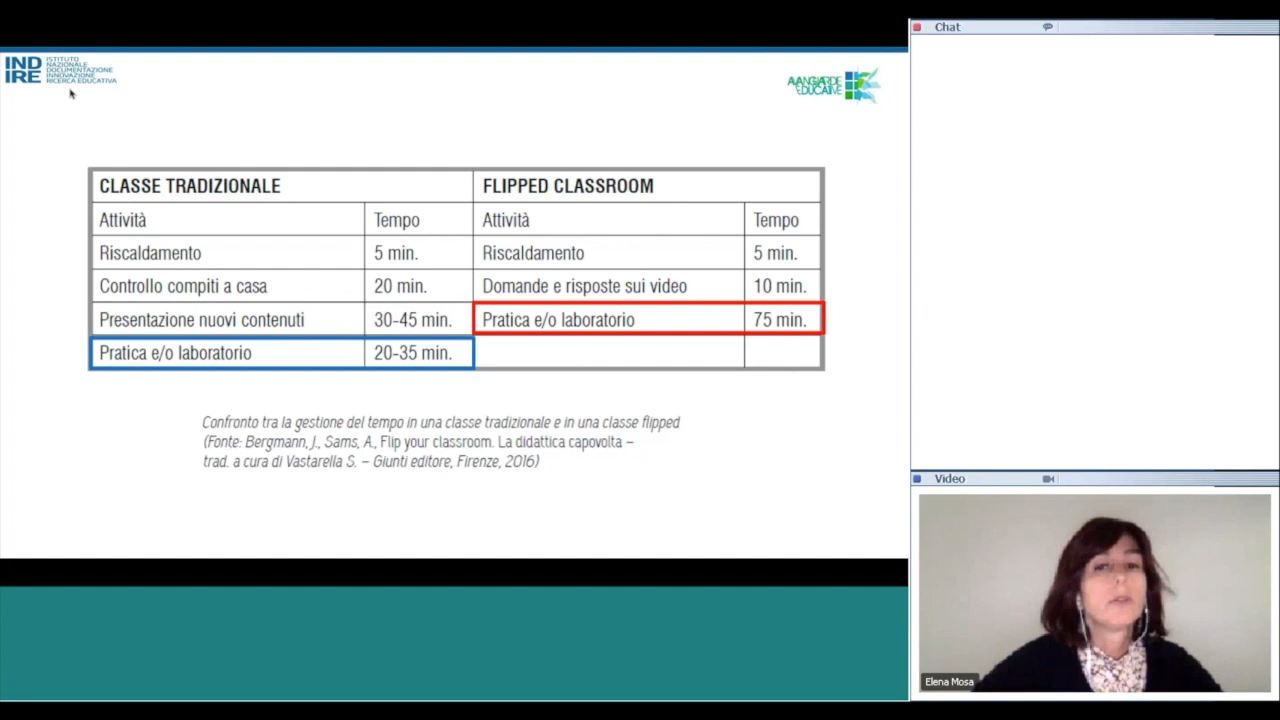 IND
IRE
ISTITUTO
NAZIONALE
DOCUMENTAZIONE
INNOVAZIONE
RICERCA EDUCATIVA
AVANGUARDIE
EDUCATIVE
CLASSE TRADIZIONALE FLIPPED CLASSROOM
Attività Tempo Attività Tempo
Riscaldamento 5 min. Riscaldamento 5 min.
Controllo compiti a casa 20 min. Domande e risposte sui video 10 min.
Presentazione nuovi contenuti 30-45 min. Pratica e/o laboratorio 75 min.
Pratica e/o laboratorio 20-35 min.
Confronto tra la gestione del tempo in una classe tradizionale e in una classe flipped
(Fonte: Bergmann, J., Sams, A., Flip your classroom. La didattica capovolta –
trad. a cura di Vastarella S. – Giunti editore, Firenze, 2016)
Chat
Video
Elena Mosa